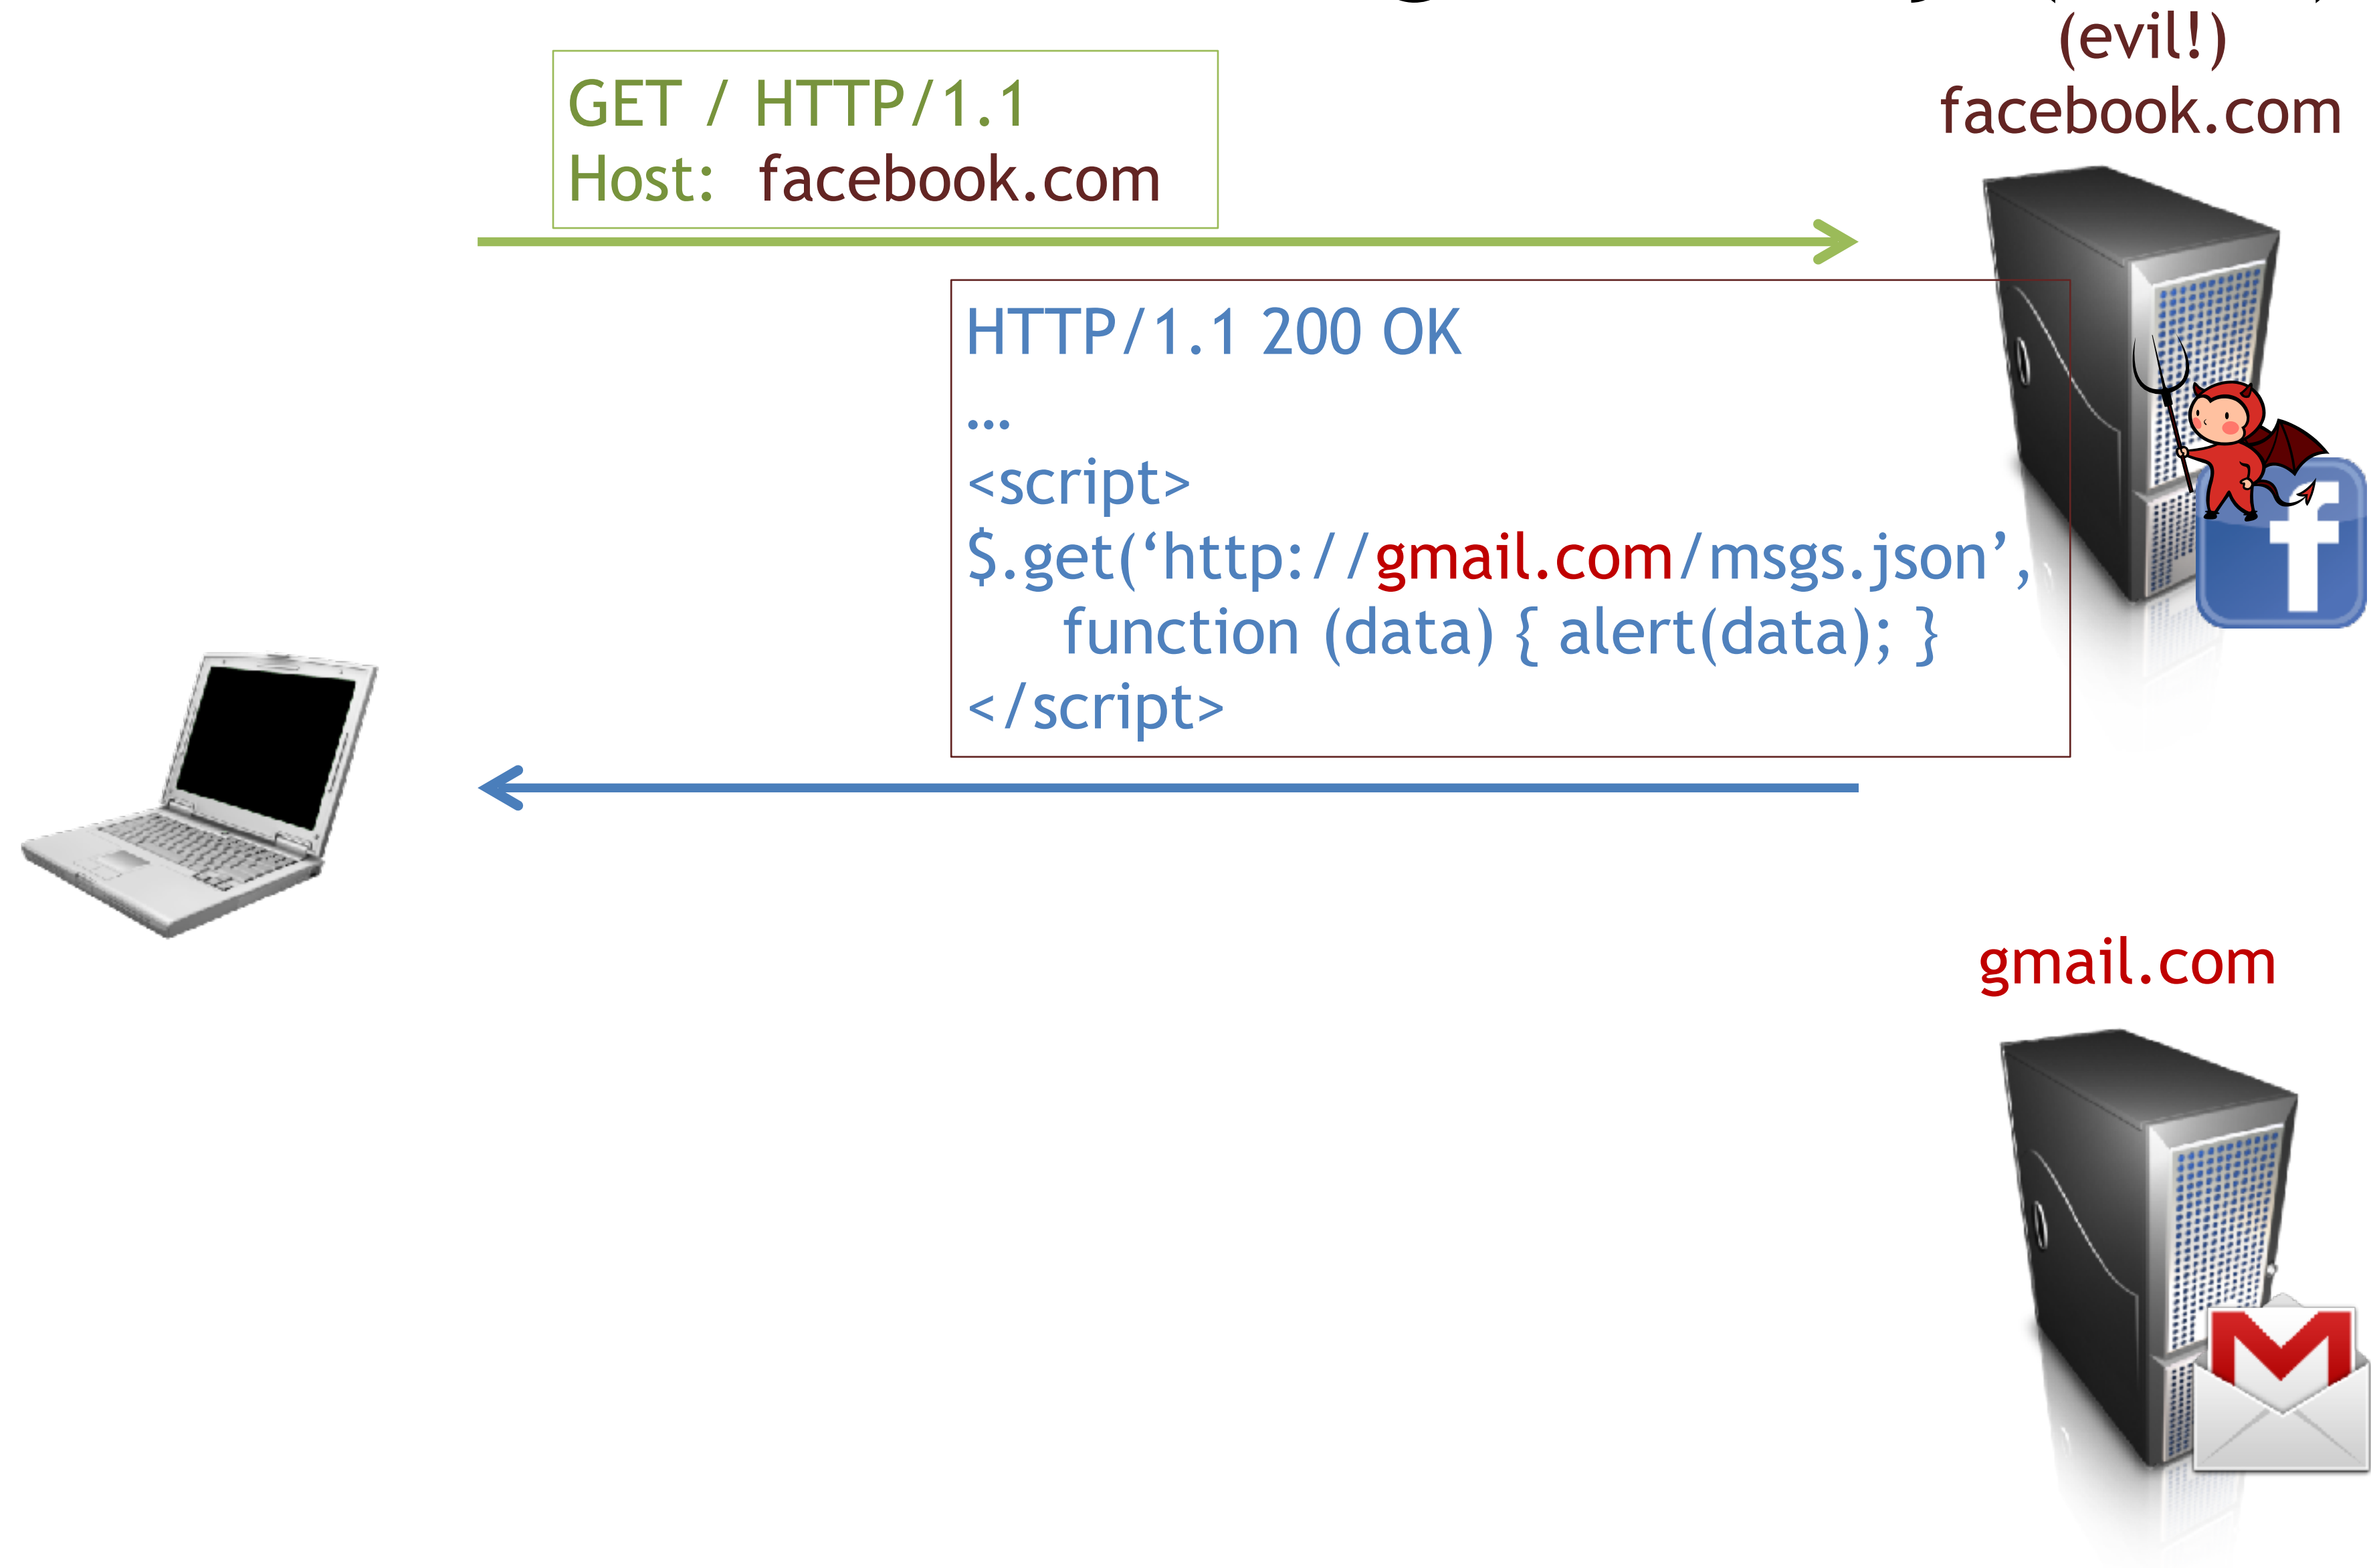 (evil!)
facebook.com
GET / HTTP/1.1
Host: facebook.com
HTTP/1.1 200 OK
…
<script>
$.get(‘http://gmail.com/msgs.json’,
function (data) { alert(data); }
</script>
gmail.com